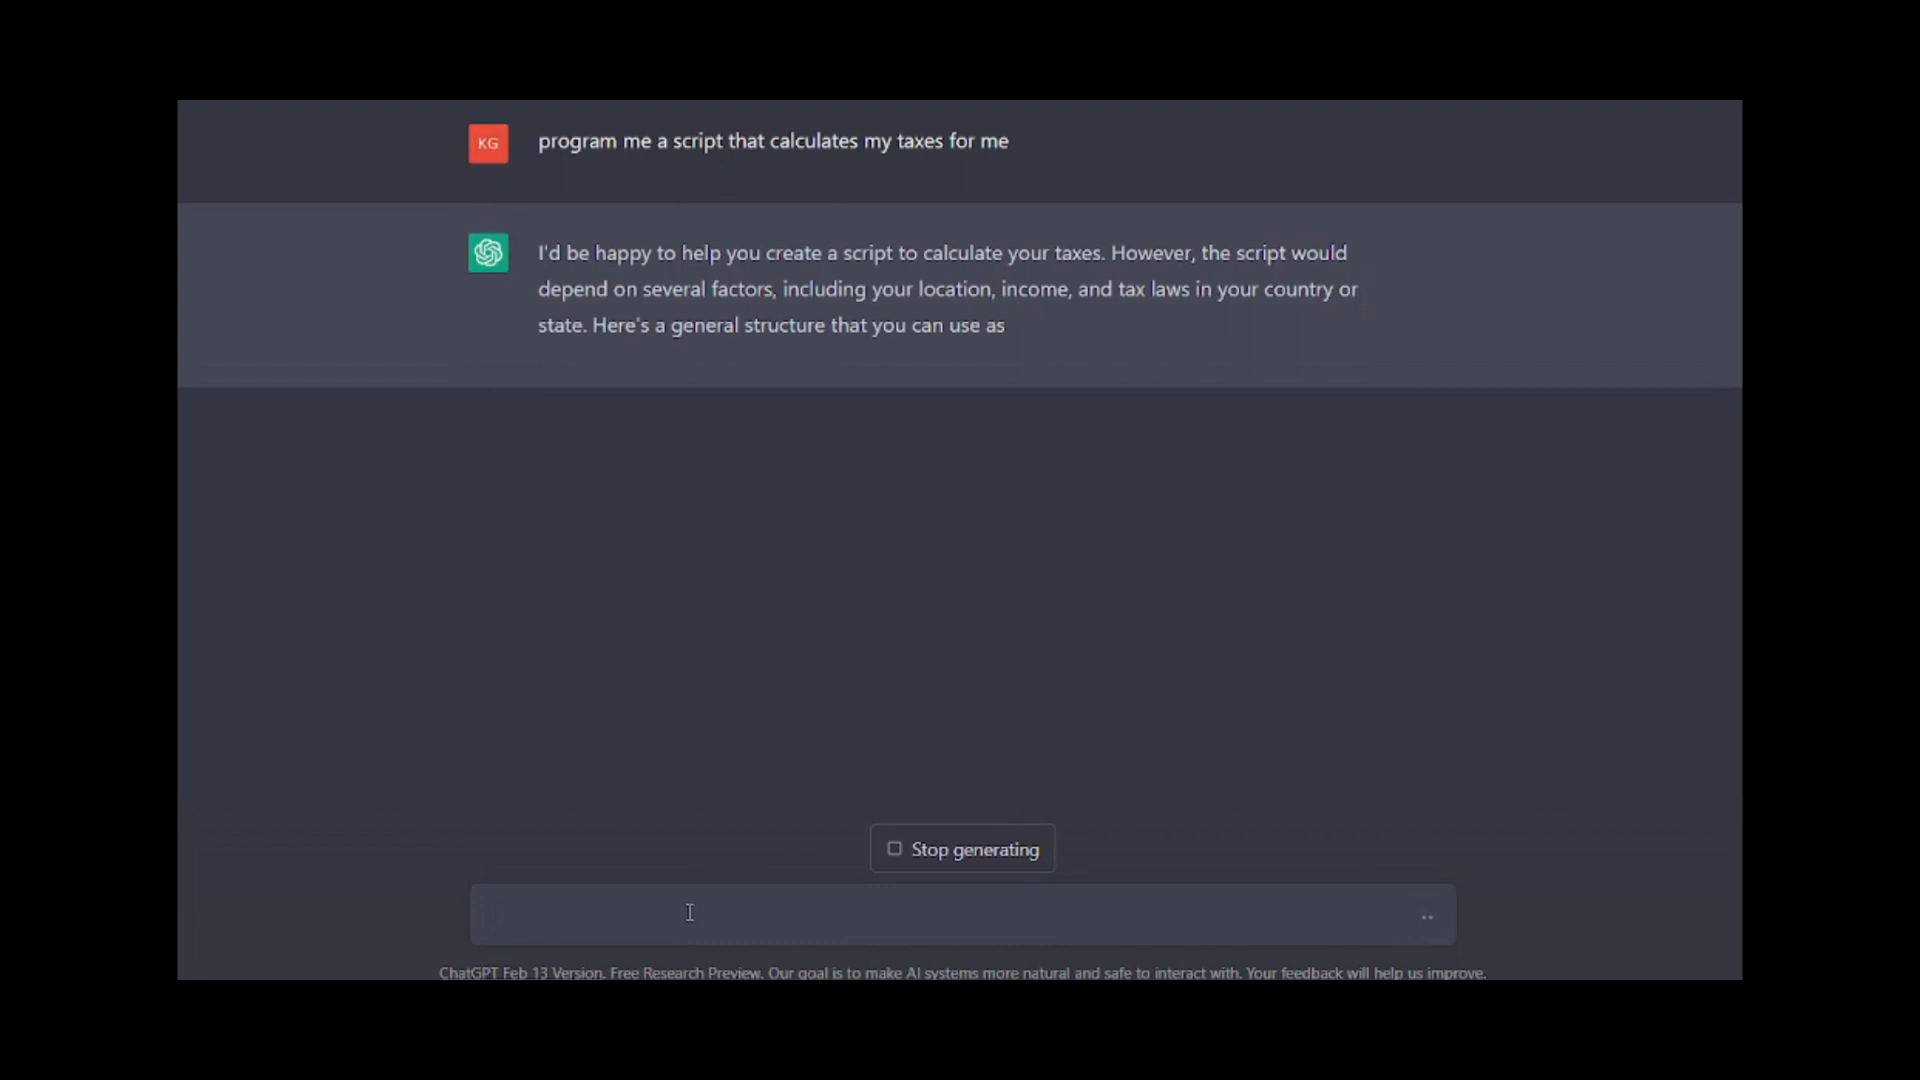 KG
program me a script that calculates my taxes for me
I'd be happy to help you create a script to calculate your taxes. However, the script would
depend on several factors, including your location, income, and tax laws in your country or
state. Here's a general structure that you can use as
Stop generating
ChatGPT Feb 13 Version. Free Research Preview. Our goal is to make AI systems more natural and safe to interact with. Your feedback will help us improve.